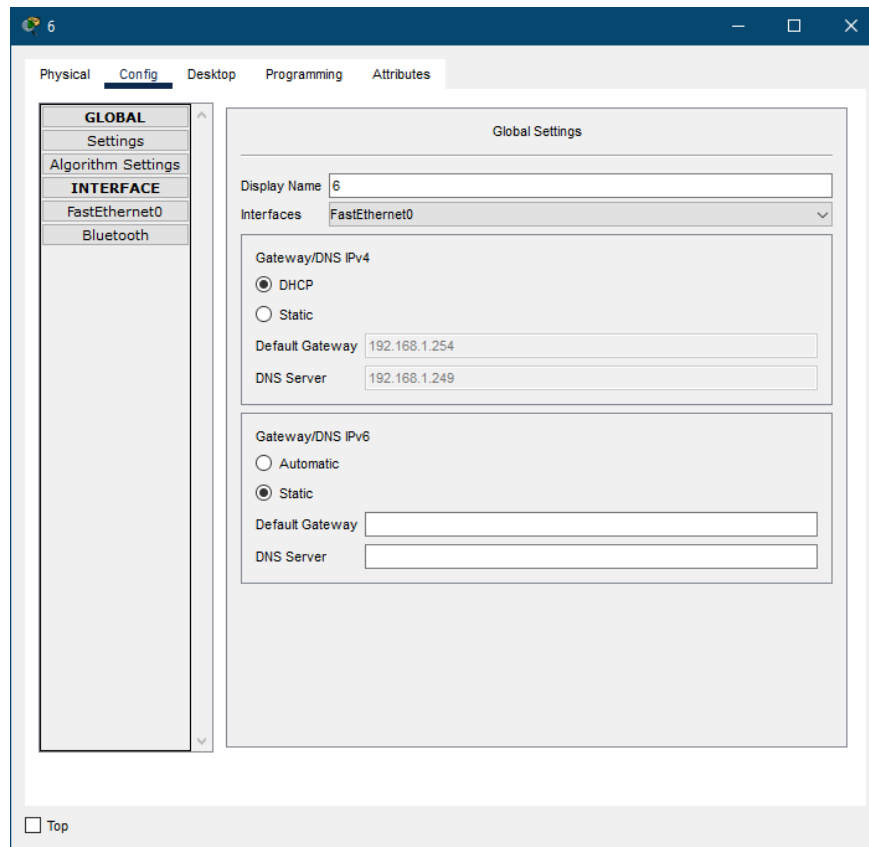 6
Physical Config Desktop Programming Attributes
GLOBAL
Settings
Algorithm Settings
INTERFACE
FastEthernet0
Bluetooth
Global Settings
Display Name 6
Interfaces FastEthernet0
Gateway/DNS IPv4
DHCP
Static
Default Gateway 192.168.1.254
DNS Server 192.168.1.249
Gateway/DNS IPv6
Automatic
Static
Default Gateway
DNS Server
Top